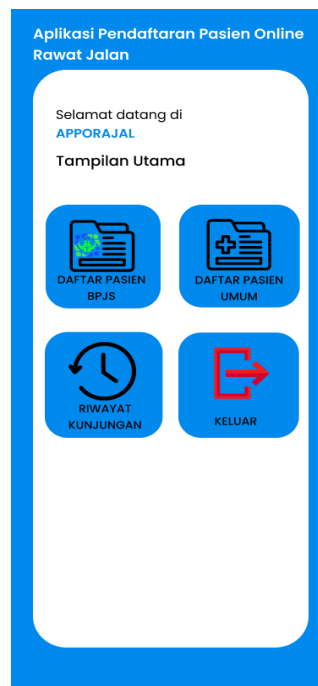 Aplikasi Pendaftaran Pasien Online
Rawat Jalan
Selamat datang di
APPORAJAL
Tampilan Utama
DAFTAR PASIEN
BPJS
DAFTAR PASIEN
UMUM
RIWAYAT
KUNJUNGAN
KELUAR